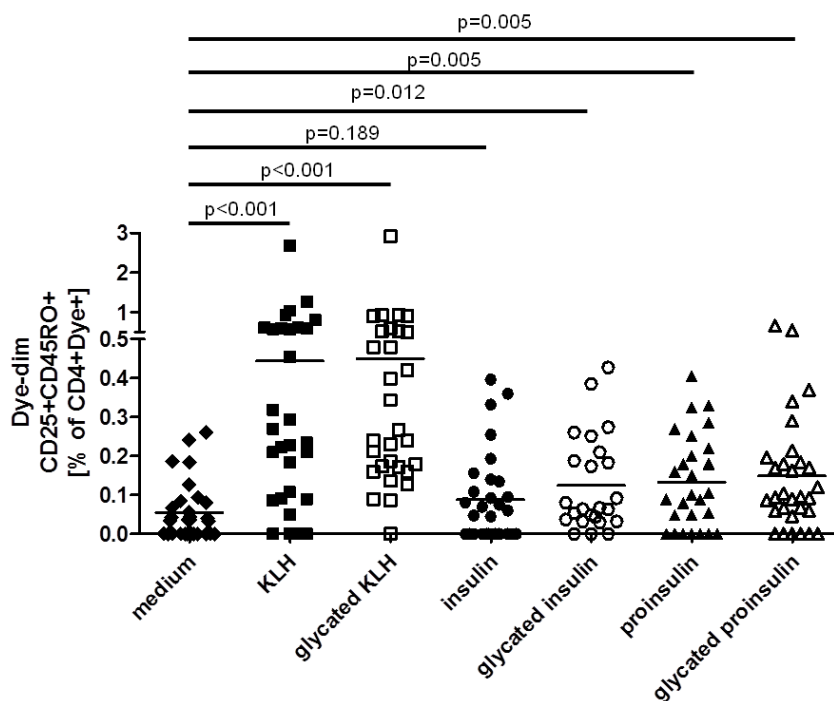 p=0.005
p=0.005
p=0.012
p=0.189
p<0.001
p<0.001
Dye-dim
CD25+CD45RO+
[% of CD4+Dye+]
3
2
1
0.5
0.4
0.3
0.2
0.1
0.0
medium
KLH
glycated KLH
insulin
glycated insulin
proinsulin
glycated proinsulin